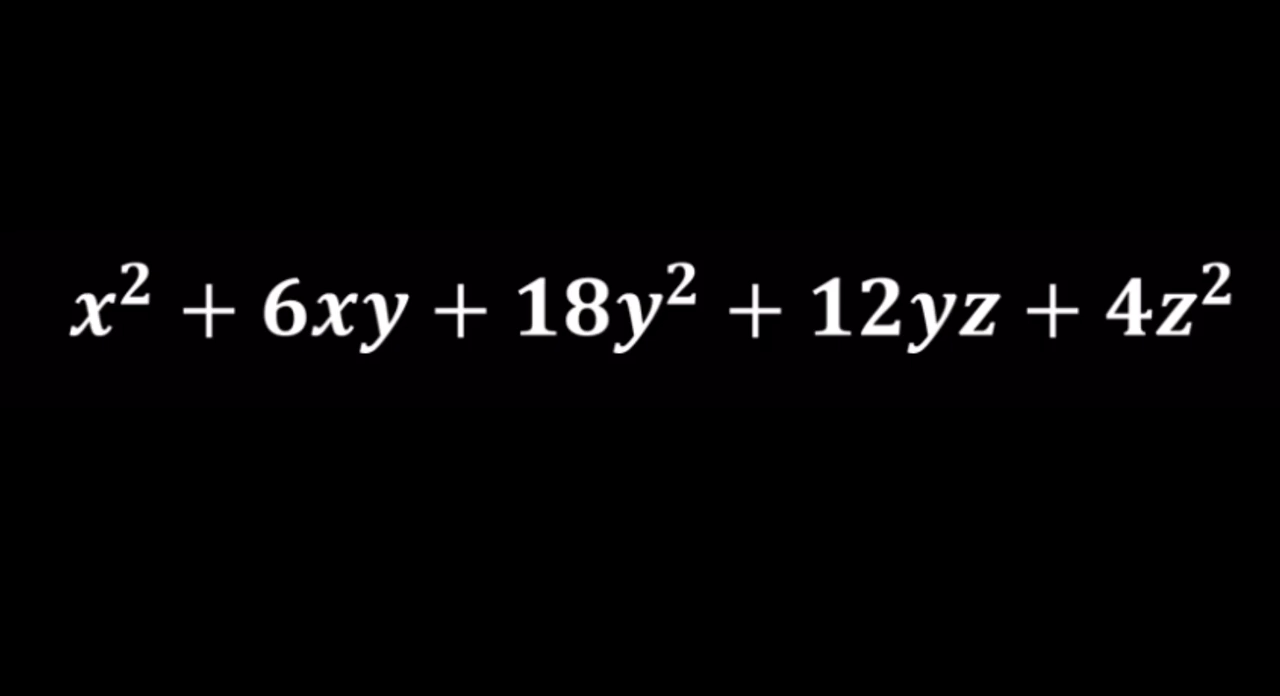 x² + 6xy + 18y² + 12yz + 4z²